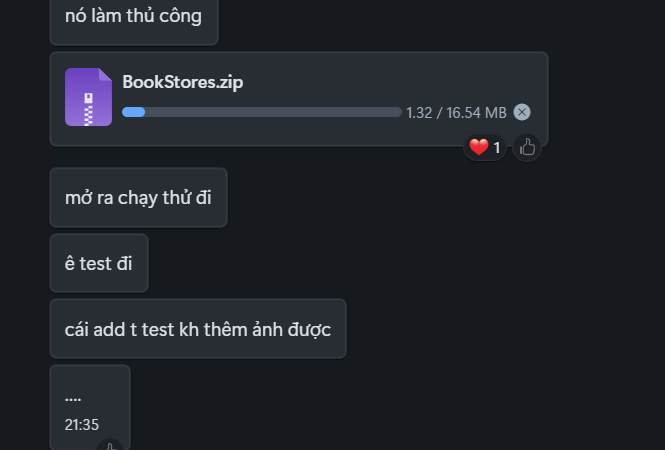 nó làm thủ công
BookStores.zip
1.32 / 16.54 MB
1
mở ra chạy thử đi
ê test đi
cái add t test kh thêm ảnh được
....
21:35